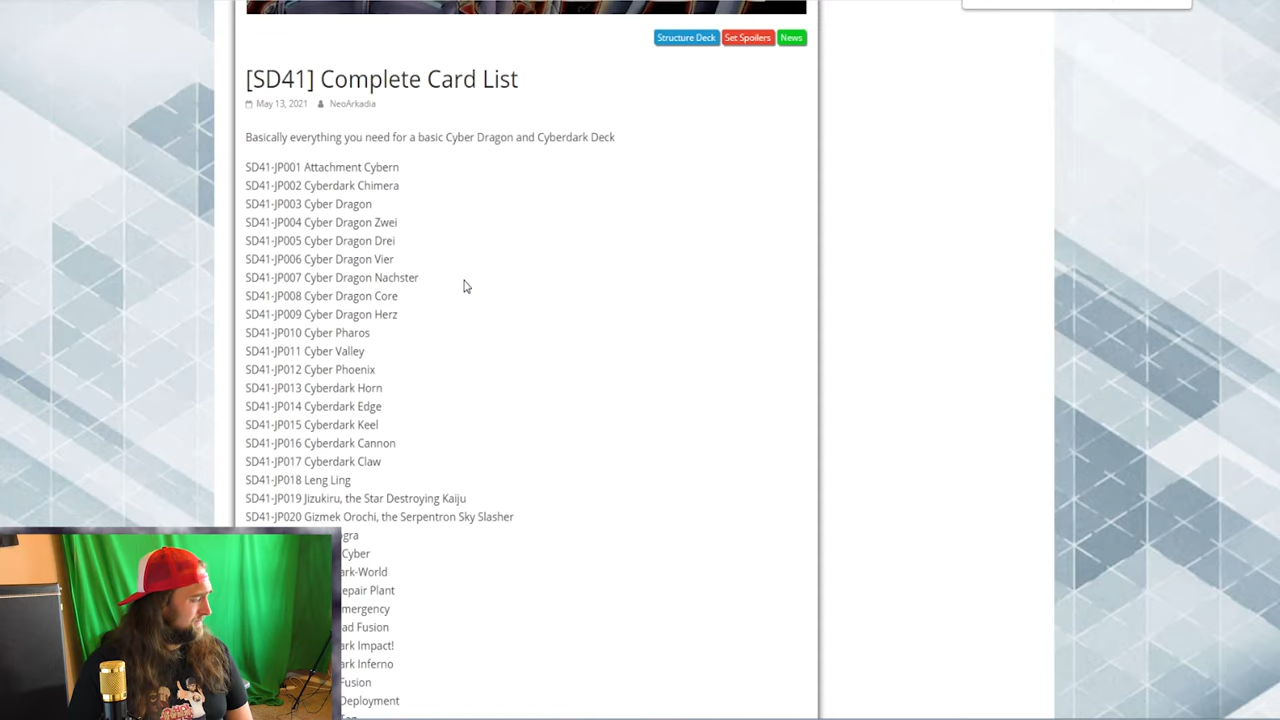 Structure Deck Set Spoilers News
[SD41] Complete Card List
May 13, 2021 NeoArkadia
Basically everything you need for a basic Cyber Dragon and Cyberdark Deck
SD41-JP001 Attachment Cybern
SD41-JP002 Cyberdark Chimera
SD41-JP003 Cyber Dragon
SD41-JP004 Cyber Dragon Zwei
SD41-JP005 Cyber Dragon Drei
SD41-JP006 Cyber Dragon Vier
SD41-JP007 Cyber Dragon Nachster
SD41-JP008 Cyber Dragon Core
SD41-JP009 Cyber Dragon Herz
SD41-JP010 Cyber Pharos
SD41-JP011 Cyber Valley
SD41-JP012 Cyber Phoenix
SD41-JP013 Cyberdark Horn
SD41-JP014 Cyberdark Edge
SD41-JP015 Cyberdark Keel
SD41-JP016 Cyberdark Cannon
SD41-JP017 Cyberdark Claw
SD41-JP018 Leng Ling
SD41-JP019 Jizukiru, the Star Destroying Kaiju
SD41-JP020 Gizmek Orochi, the Serpentron Sky Slasher
gra
Cyber
ark-World
epair Plant
mergency
ad Fusion
ark Impact!
ark Inferno
Fusion
Deployment